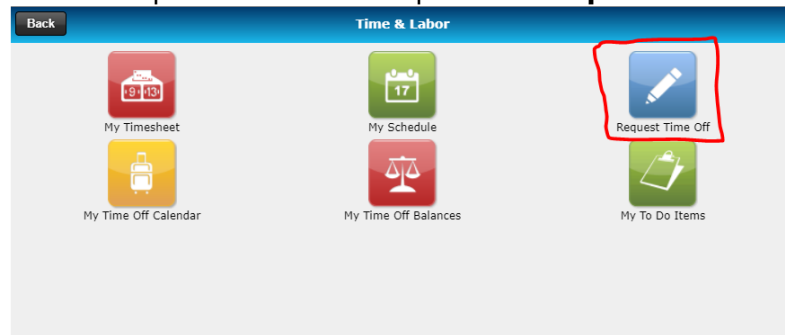 Back
Time & Labor
9 13
My Timesheet
17
My Schedule
Request Time Off
My Time Off Calendar
My Time Off Balances
My To Do Items